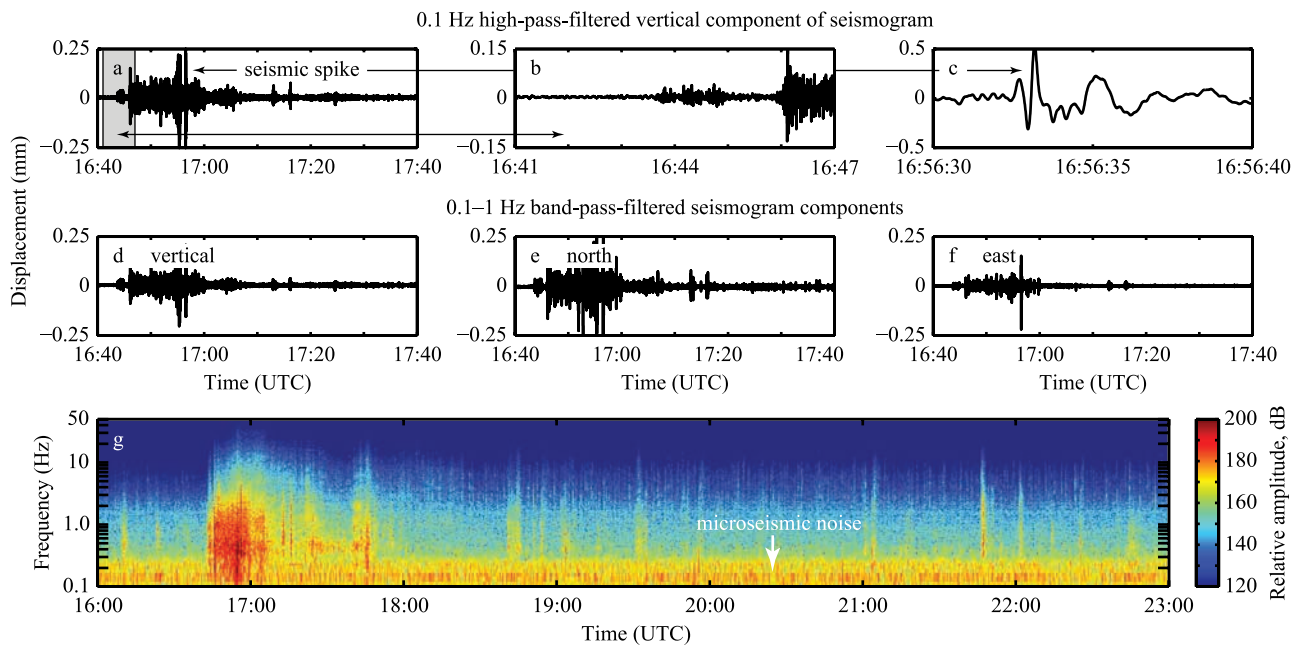 0.1 Hz high-pass-filtered vertical component of seismogram
0.25 0.15 0.5
a seismic spike b c
0 0 0
−0.25 −0.15 −0.5
16:40 17:00 17:20 17:40 16:41 16:44 16:47 16:56:30 16:56:35 16:56:40
Displacement (mm)
0.1–1 Hz band-pass-filtered seismogram components
0.25 0.25 0.25
d vertical e north f east
0 0 0
−0.25 −0.25 −0.25
16:40 17:00 17:20 17:40 16:40 17:00 17:20 17:40 16:40 17:00 17:20 17:40
Time (UTC) Time (UTC) Time (UTC)
50 200
g
10 180
Frequency (Hz)
160
1.0 microseismic noise
140
0.1 120
Relative amplitude, dB
16:00 17:00 18:00 19:00 20:00 21:00 22:00 23:00
Time (UTC)